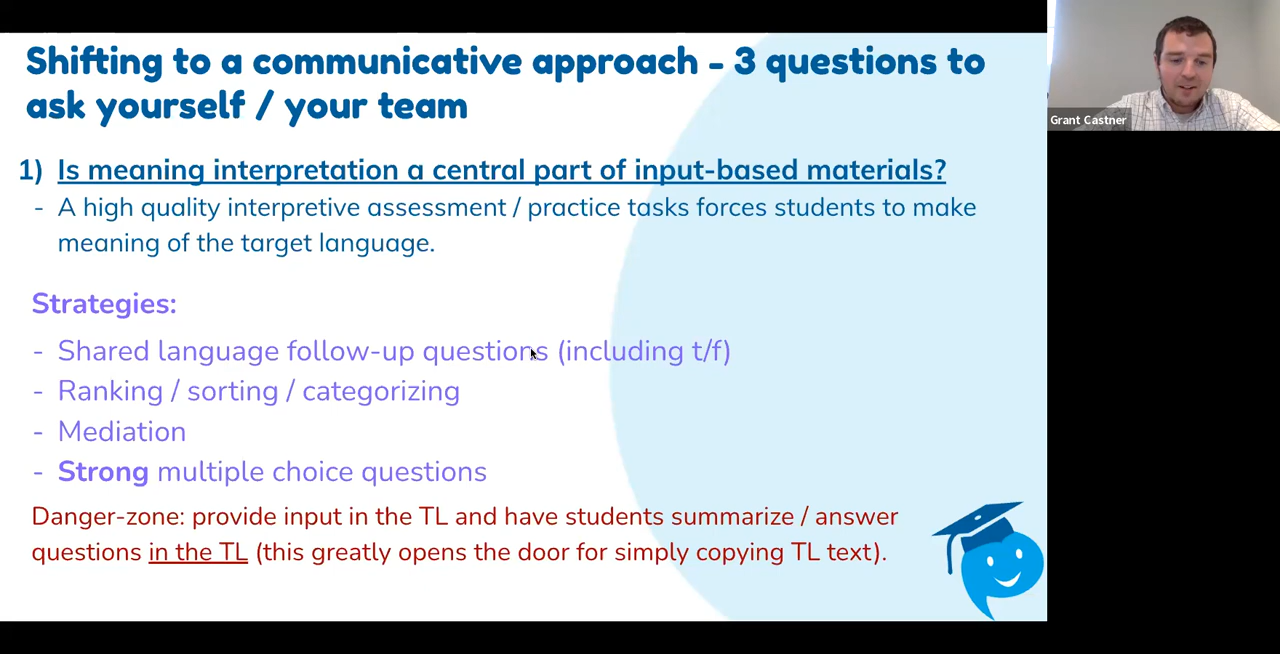 Shifting to a communicative approach - 3 questions to
ask yourself / your team
1) Is meaning interpretation a central part of input-based materials?
- A high quality interpretive assessment / practice tasks forces students to make
meaning of the target language.
Strategies:
- Shared language follow-up questions (including t/f)
- Ranking / sorting / categorizing
- Mediation
- Strong multiple choice questions
Danger-zone: provide input in the TL and have students summarize / answer
questions in the TL (this greatly opens the door for simply copying TL text).
Grant Castner